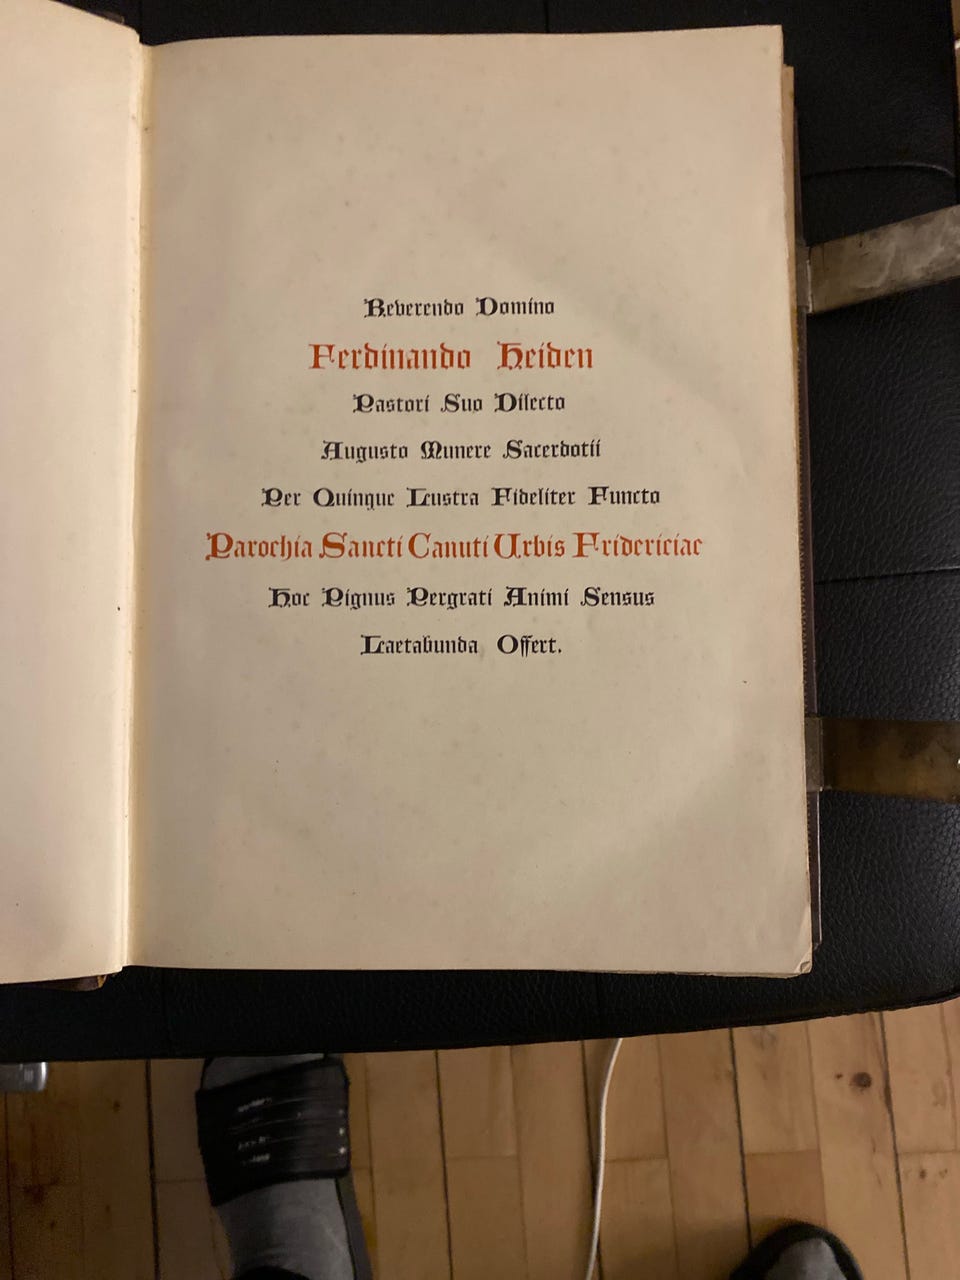 Reverendo Domino
Ferdinando Heiden
Pastori Suo Dilecto
Augusto Munere Sacerdotii
Per Quinque Lustra Fideliter Functo
Parochia Sancti Canuti Urbis Fridericiae
Hoc Pignus Pergrati Animi Sensus
Laetabunda Offert.